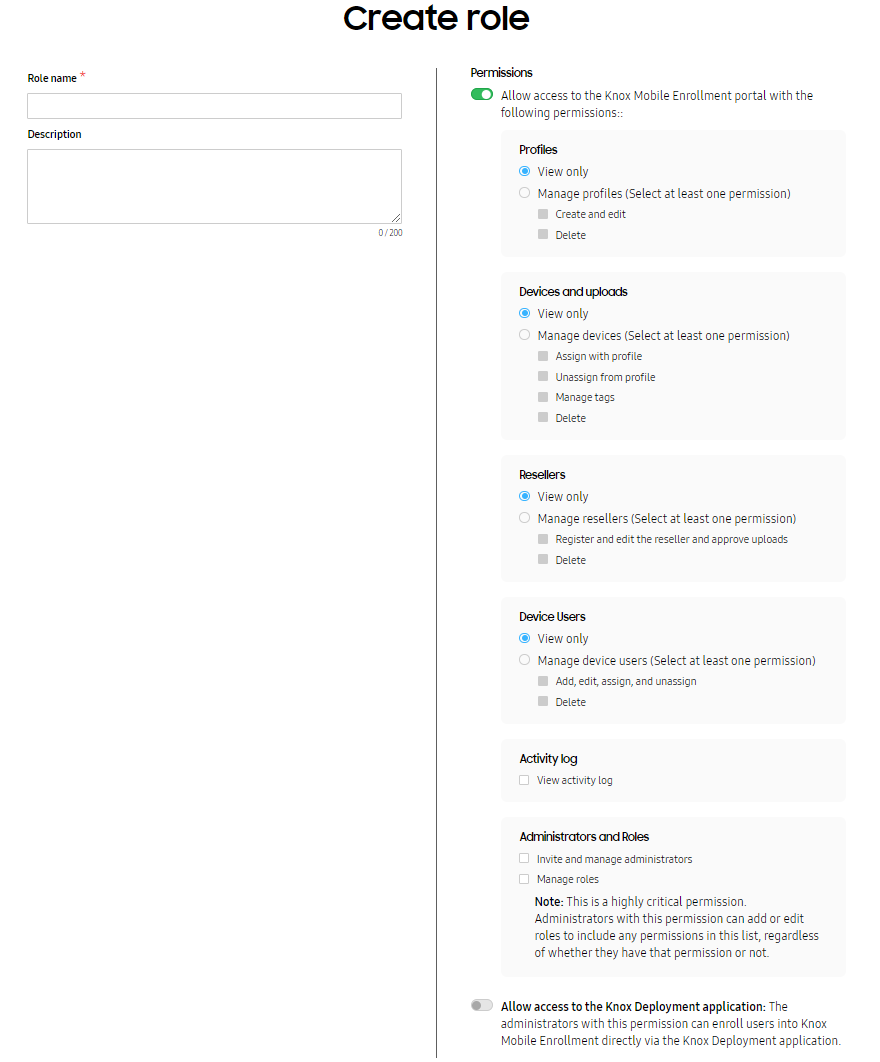 Create role
Role name *
Description
0 / 200
Permissions
Allow access to the Knox Mobile Enrollment portal with the
following permissions::
Profiles
View only
Manage profiles (Select at least one permission)
Create and edit
Delete
Devices and uploads
View only
Manage devices (Select at least one permission)
Assign with profile
Unassign from profile
Manage tags
Delete
Resellers
View only
Manage resellers (Select at least one permission)
Register and edit the reseller and approve uploads
Delete
Device Users
View only
Manage device users (Select at least one permission)
Add, edit, assign, and unassign
Delete
Activity log
View activity log
Administrators and Roles
Invite and manage administrators
Manage roles
Note: This is a highly critical permission.
Administrators with this permission can add or edit
roles to include any permissions in this list, regardless
of whether they have that permission or not.
Allow access to the Knox Deployment application: The
administrators with this permission can enroll users into Knox
Mobile Enrollment directly via the Knox Deployment application.